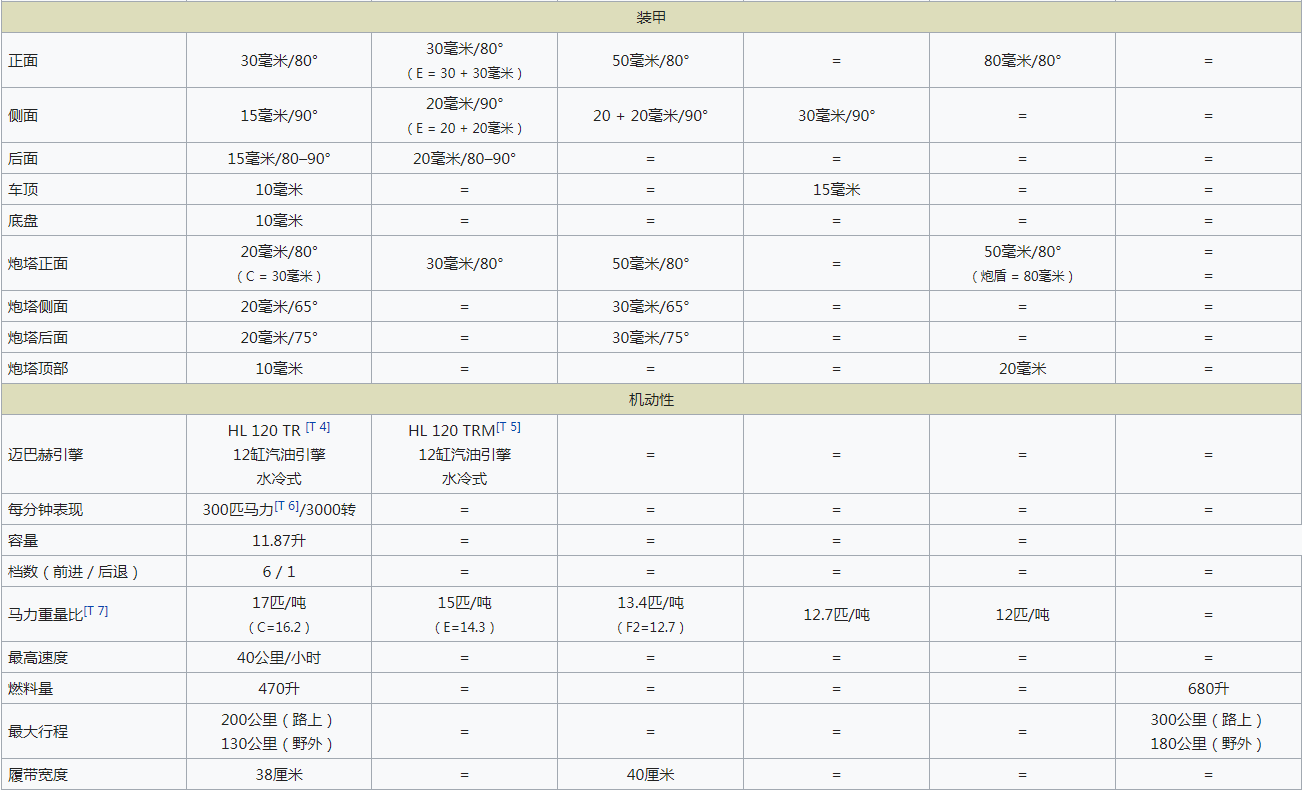 装甲
正面 30毫米/80° 30毫米/80° 50毫米/80° = 80毫米/80° =
（E = 30 + 30毫米）
侧面 15毫米/90° 20毫米/90° 20 + 20毫米/90° 30毫米/90° = =
（E = 20 + 20毫米）
后面 15毫米/80–90° 20毫米/80–90° = = = =
车顶 10毫米 = = 15毫米 = =
底盘 10毫米 = = = = =
炮塔正面 20毫米/80° 30毫米/80° 50毫米/80° = 50毫米/80° =
（C = 30毫米） （炮盾 = 80毫米） =
炮塔侧面 20毫米/65° = 30毫米/65° = = =
炮塔后面 20毫米/75° = 30毫米/75° = = =
炮塔顶部 10毫米 = = = 20毫米 =
机动性
迈巴赫引擎 HL 120 TR [T 4] HL 120 TRM[T 5] = = = =
12缸汽油引擎 12缸汽油引擎
水冷式 水冷式
每分钟表现 300匹马力[T 6]/3000转 = = = = =
容量 11.87升 = = = =
档数（前进 / 后退） 6 / 1 = = = = =
马力重量比[T 7] 17匹/吨 15匹/吨 13.4匹/吨 12.7匹/吨 12匹/吨 =
（C=16.2） （E=14.3） （F2=12.7）
最高速度 40公里/小时 = = = = =
燃料量 470升 = = = = 680升
最大行程 200公里（路上） = = = = 300公里（路上）
130公里（野外） 180公里（野外）
履带宽度 38厘米 = 40厘米 = = =